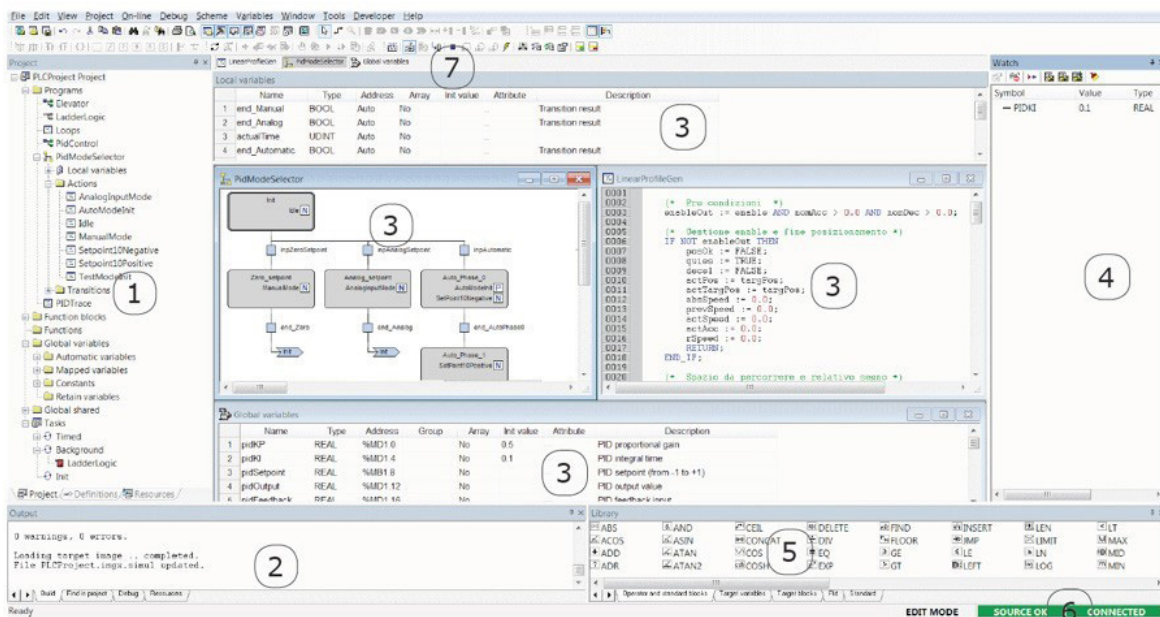 File Edit View Project On-line Debug Scheme Variables Window Tools Developer Help
Project
PLCProject Project
Programs
Elevator
LadderLogic
Loops
PidControl
PidModeSelector
Local variables
Actions
AnalogInputMode
AutoModeInit
Idle
ManualMode
Setpoint10Negative
Setpoint10Positive
TestModeInit
Transitions
PIDTrace
Function blocks
Functions
Global variables
Automatic variables
Mapped variables
Constants
Retain variables
Global shared
Tasks
Timed
Background
LadderLogic
Init
Project Definitions Resources
1
LinearProfileGen PidModeSelector Global variables
7
Local variables
Name Type Address Array Init value Attribute Description
1 end_Manual BOOL Auto No ... Transition result
2 end_Analog BOOL Auto No ... Transition result
3 actualTime UDINT Auto No ...
4 end_Automatic BOOL Auto No ... Transition result
3
PidModeSelector
Init
Idle N
inpZeroSetpoint inpAnalogSetpoint inpAutomatic
Zero_setpoint Analog_setpoint Auto_Phase_0
ManualMode N AnalogInputMode N AutoModeInit P
SetPoint10Negative N
end_Zero end_Analog end_AutoPhase0
Init Init Auto_Phase_1
SetPoint10Positive N
3
LinearProfileGen
0001
0002 (* Pre condizioni *)
0003 enableOut := enable AND nomAcc > 0.0 AND nomDec > 0.0;
0004
0005 (* Gestione enable e fine posizionamento *)
0006 IF NOT enableOut THEN
0007 posOk := FALSE;
0008 quies := TRUE;
0009 decel := FALSE;
0010 actPos := targPos;
0011 actTargPos := targPos;
0012 absSpeed := 0.0;
0013 prevSpeed := 0.0;
0014 actSpeed := 0.0;
0015 actAcc := 0.0;
0016 rSpeed := 0.0;
0017 RETURN;
0018 END_IF;
0019
0020 (* Spazio da percorrere e relativo segno *)
3
Global variables
Name Type Address Group Array Init value Attribute Description
1 pidKP REAL %MD1.0 No 0.5 PID proportional gain
2 pidKI REAL %MD1.4 No 0.1 PID integral time
3 pidSetpoint REAL %MB1.8 No PID setpoint (from -1 to +1)
4 pidOutput REAL %MD1.12 No PID output value
5 pidFeedback REAL %MD1.16 No PID feedback input
3
Watch
Symbol Value Type
PIDKI 0.1 REAL
4
Output
0 warnings, 0 errors.
Loading target image .. completed.
File PLCProject.imgx.simul updated.
2
Build Find in project Debug Resources
Library
ABS AND CEIL DELETE FIND INSERT LEN LT
ACOS ASIN CONCAT DIV FLOOR JMP LIMIT MAX
ADD ATAN COS EQ GE LE LN MID
ADR ATAN2 COSH EXP GT LEFT LOG MIN
5
Operator and standard blocks Target variables Target blocks Pid Standard
Ready EDIT MODE SOURCE OK 6 CONNECTED